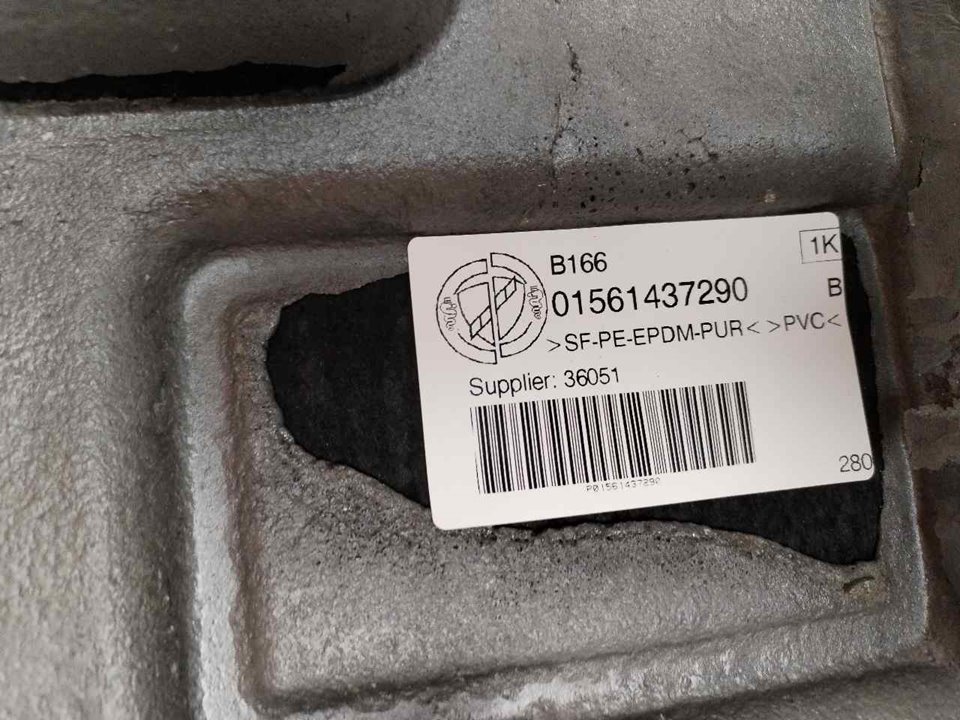 B166
1K
01561437290
B
>SF-PE-EPDM-PUR< >PVC<
Supplier: 36051
P01561437290
280